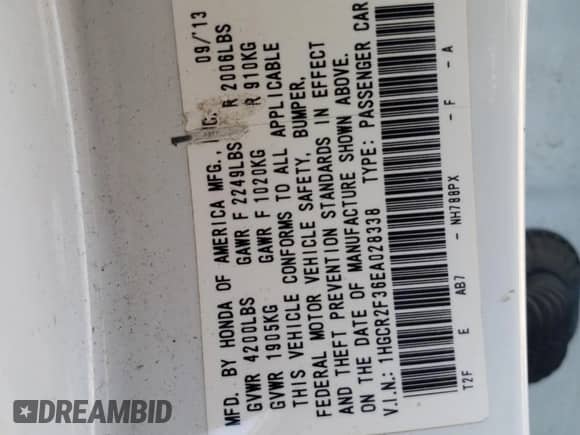 MFD. BY HONDA OF AMERICA MFG., INC. 09/'13
GVWR 4200LBS GAWR F 2249LBS R 2006LBS
GVWR 1905KG GAWR F 1020KG R 910KG
THIS VEHICLE CONFORMS TO ALL APPLICABLE
FEDERAL MOTOR VEHICLE SAFETY, BUMPER,
AND THEFT PREVENTION STANDARDS IN EFFECT
ON THE DATE OF MANUFACTURE SHOWN ABOVE.
V.I.N.: 1HGCR2F36EA028338 TYPE: PASSENGER CAR
T2F E AB7 - NH788PX - F - A
DREAMBID